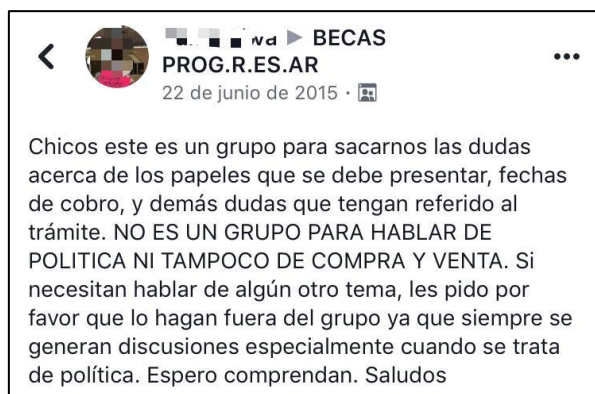 ▶ BECAS
PROG.R.ES.AR
22 de junio de 2015 ·
Chicos este es un grupo para sacarnos las dudas
acerca de los papeles que se debe presentar, fechas
de cobro, y demás dudas que tengan referido al
trámite. NO ES UN GRUPO PARA HABLAR DE
POLITICA NI TAMPOCO DE COMPRA Y VENTA. Si
necesitan hablar de algún otro tema, les pido por
favor que lo hagan fuera del grupo ya que siempre se
generan discusiones especialmente cuando se trata
de política. Espero comprendan. Saludos